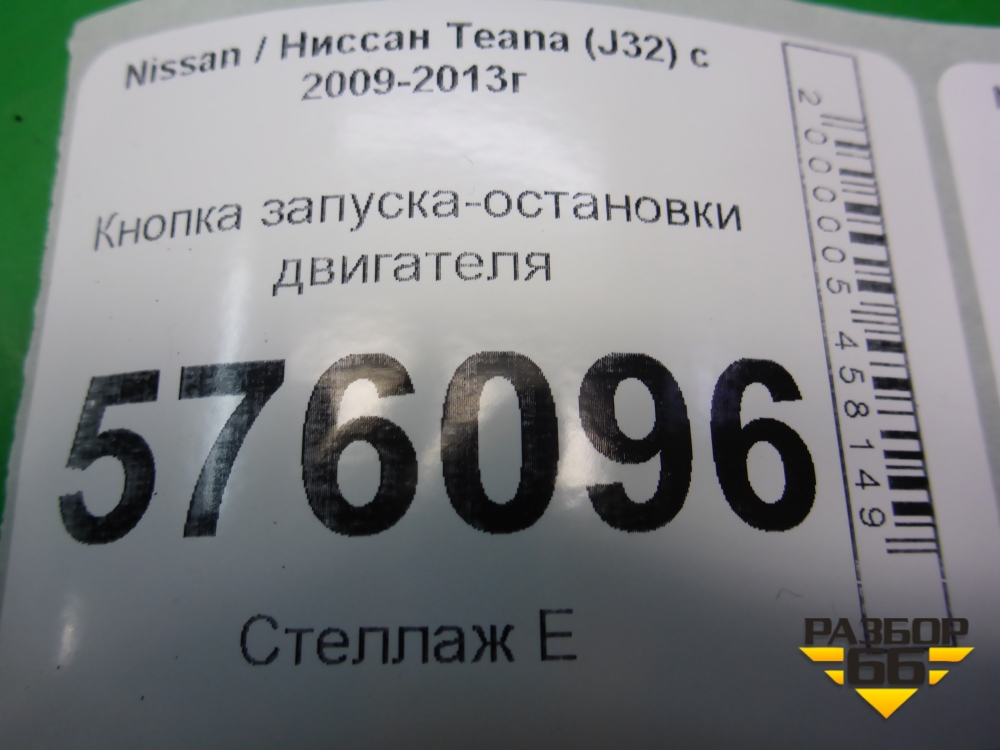 Nissan / Ниссан Teana (J32) с
2009-2013г
Кнопка запуска-остановки
двигателя
576096
Стеллаж Е
2000005458149
РАЗБОР
66